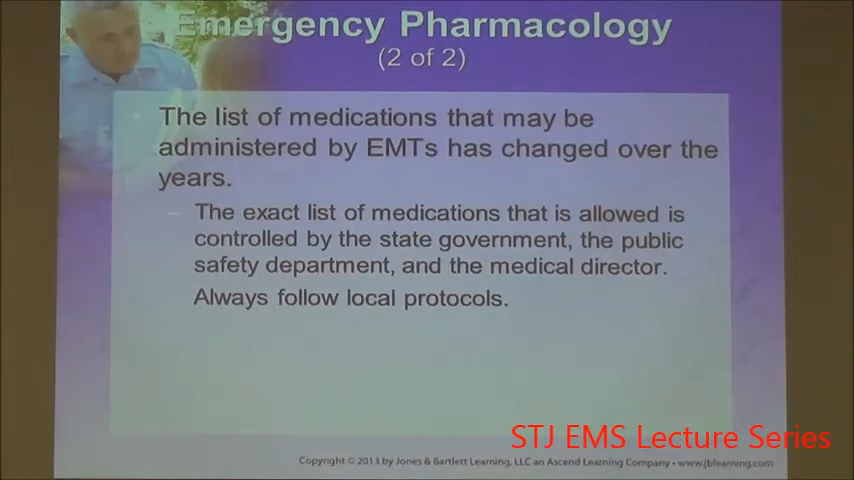 Emergency Pharmacology
(2 of 2)
The list of medications that may be
administered by EMTs has changed over the
years.
– The exact list of medications that is allowed is
controlled by the state government, the public
safety department, and the medical director.
Always follow local protocols.
STJ EMS Lecture Series
Copyright © 2013 by Jones & Bartlett Learning, LLC an Ascend Learning Company • www.jblearning.com